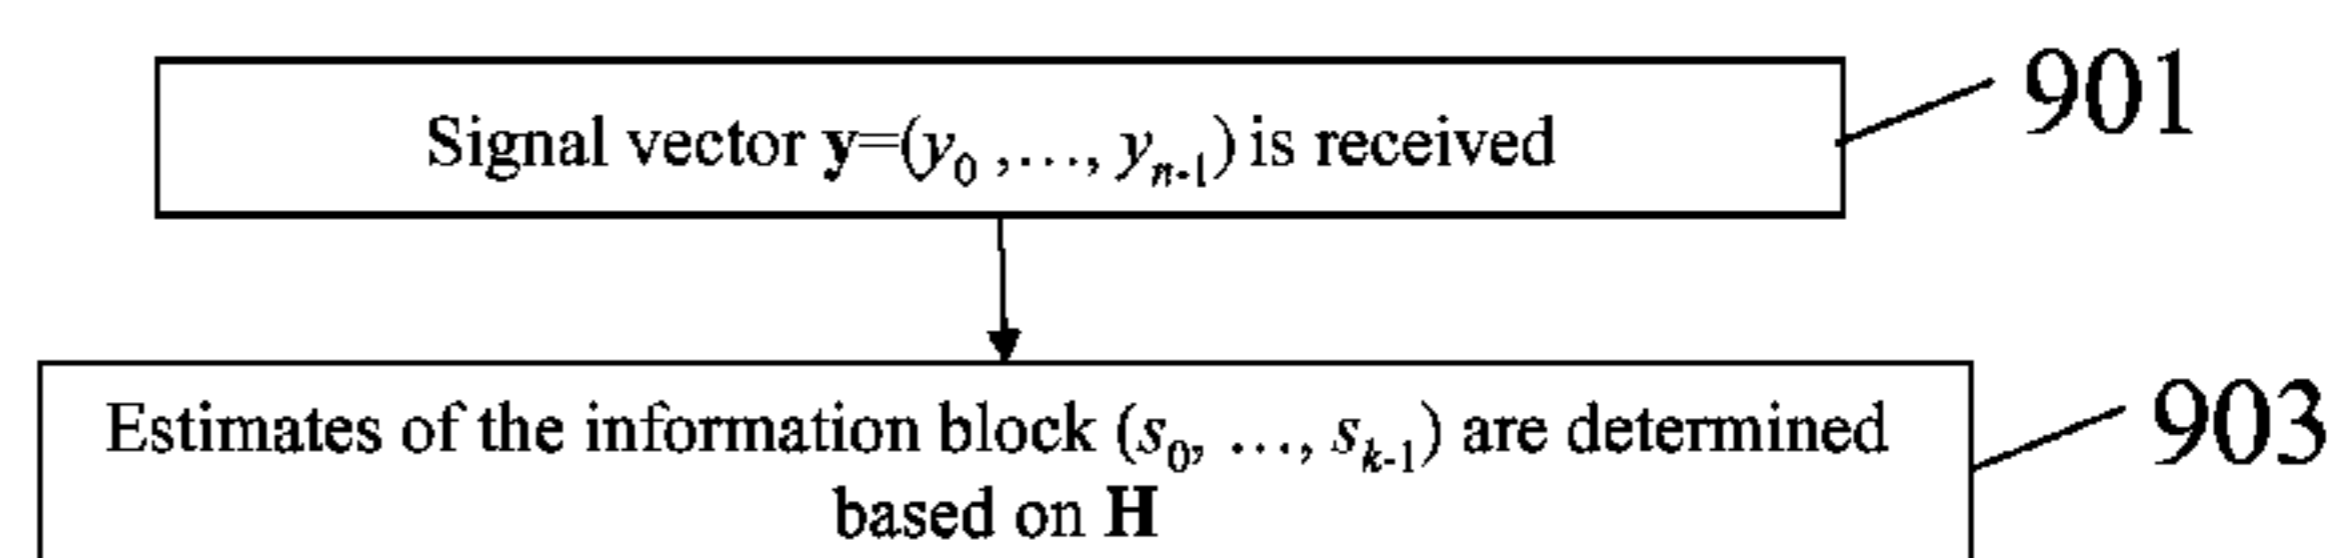 Signal vector y=(y0 ,…, yn-1) is received
901
Estimates of the information block (s0, …, sk-1) are determined
based on H
903